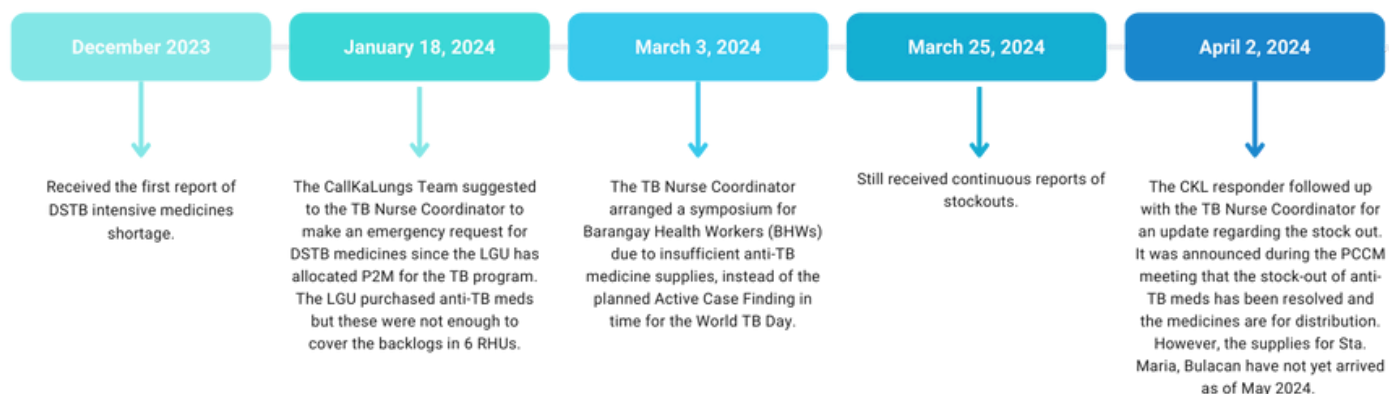 December 2023
Received the first report of
DSTB intensive medicines
shortage.
January 18, 2024
The CallKaLungs Team suggested
to the TB Nurse Coordinator to
make an emergency request for
DSTB medicines since the LGU has
allocated P2M for the TB program.
The LGU purchased anti-TB meds
but these were not enough to
cover the backlogs in 6 RHUs.
March 3, 2024
The TB Nurse Coordinator
arranged a symposium for
Barangay Health Workers (BHWs)
due to insufficient anti-TB
medicine supplies, instead of the
planned Active Case Finding in
time for the World TB Day.
March 25, 2024
Still received continuous reports of
stockouts.
April 2, 2024
The CKL responder followed up
with the TB Nurse Coordinator for
an update regarding the stock out.
It was announced during the PCCM
meeting that the stock-out of anti-
TB meds has been resolved and
the medicines are for distribution.
However, the supplies for Sta.
Maria, Bulacan have not yet arrived
as of May 2024.